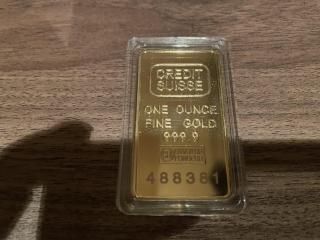 CREDIT
SUISSE
ONE OUNCE
FINE GOLD
999.9
488381